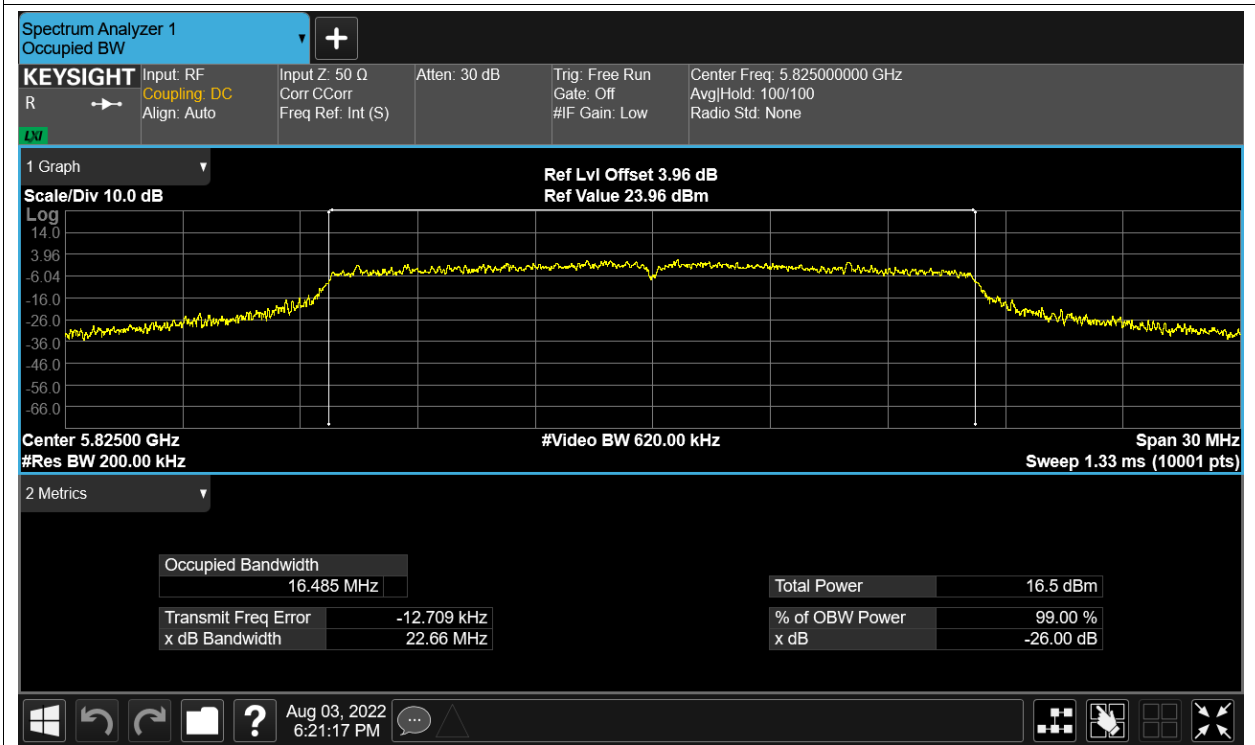 Spectrum Analyzer 1
Occupied BW
KEYSIGHT
R
LXI
Input: RF
Coupling: DC
Align: Auto
Input Z: 50 Ω
Corr CCorr
Freq Ref: Int (S)
Atten: 30 dB
Trig: Free Run
Gate: Off
#IF Gain: Low
Center Freq: 5.825000000 GHz
Avg|Hold: 100/100
Radio Std: None
1 Graph
Scale/Div 10.0 dB
Ref Lvl Offset 3.96 dB
Ref Value 23.96 dBm
Log
14.0
3.96
-6.04
-16.0
-26.0
-36.0
-46.0
-56.0
-66.0
Center 5.82500 GHz
#Video BW 620.00 kHz
Span 30 MHz
#Res BW 200.00 kHz
Sweep 1.33 ms (10001 pts)
2 Metrics
Occupied Bandwidth
16.485 MHz
Transmit Freq Error -12.709 kHz
x dB Bandwidth 22.66 MHz
Total Power 16.5 dBm
% of OBW Power 99.00 %
x dB -26.00 dB
?
Aug 03, 2022
6:21:17 PM